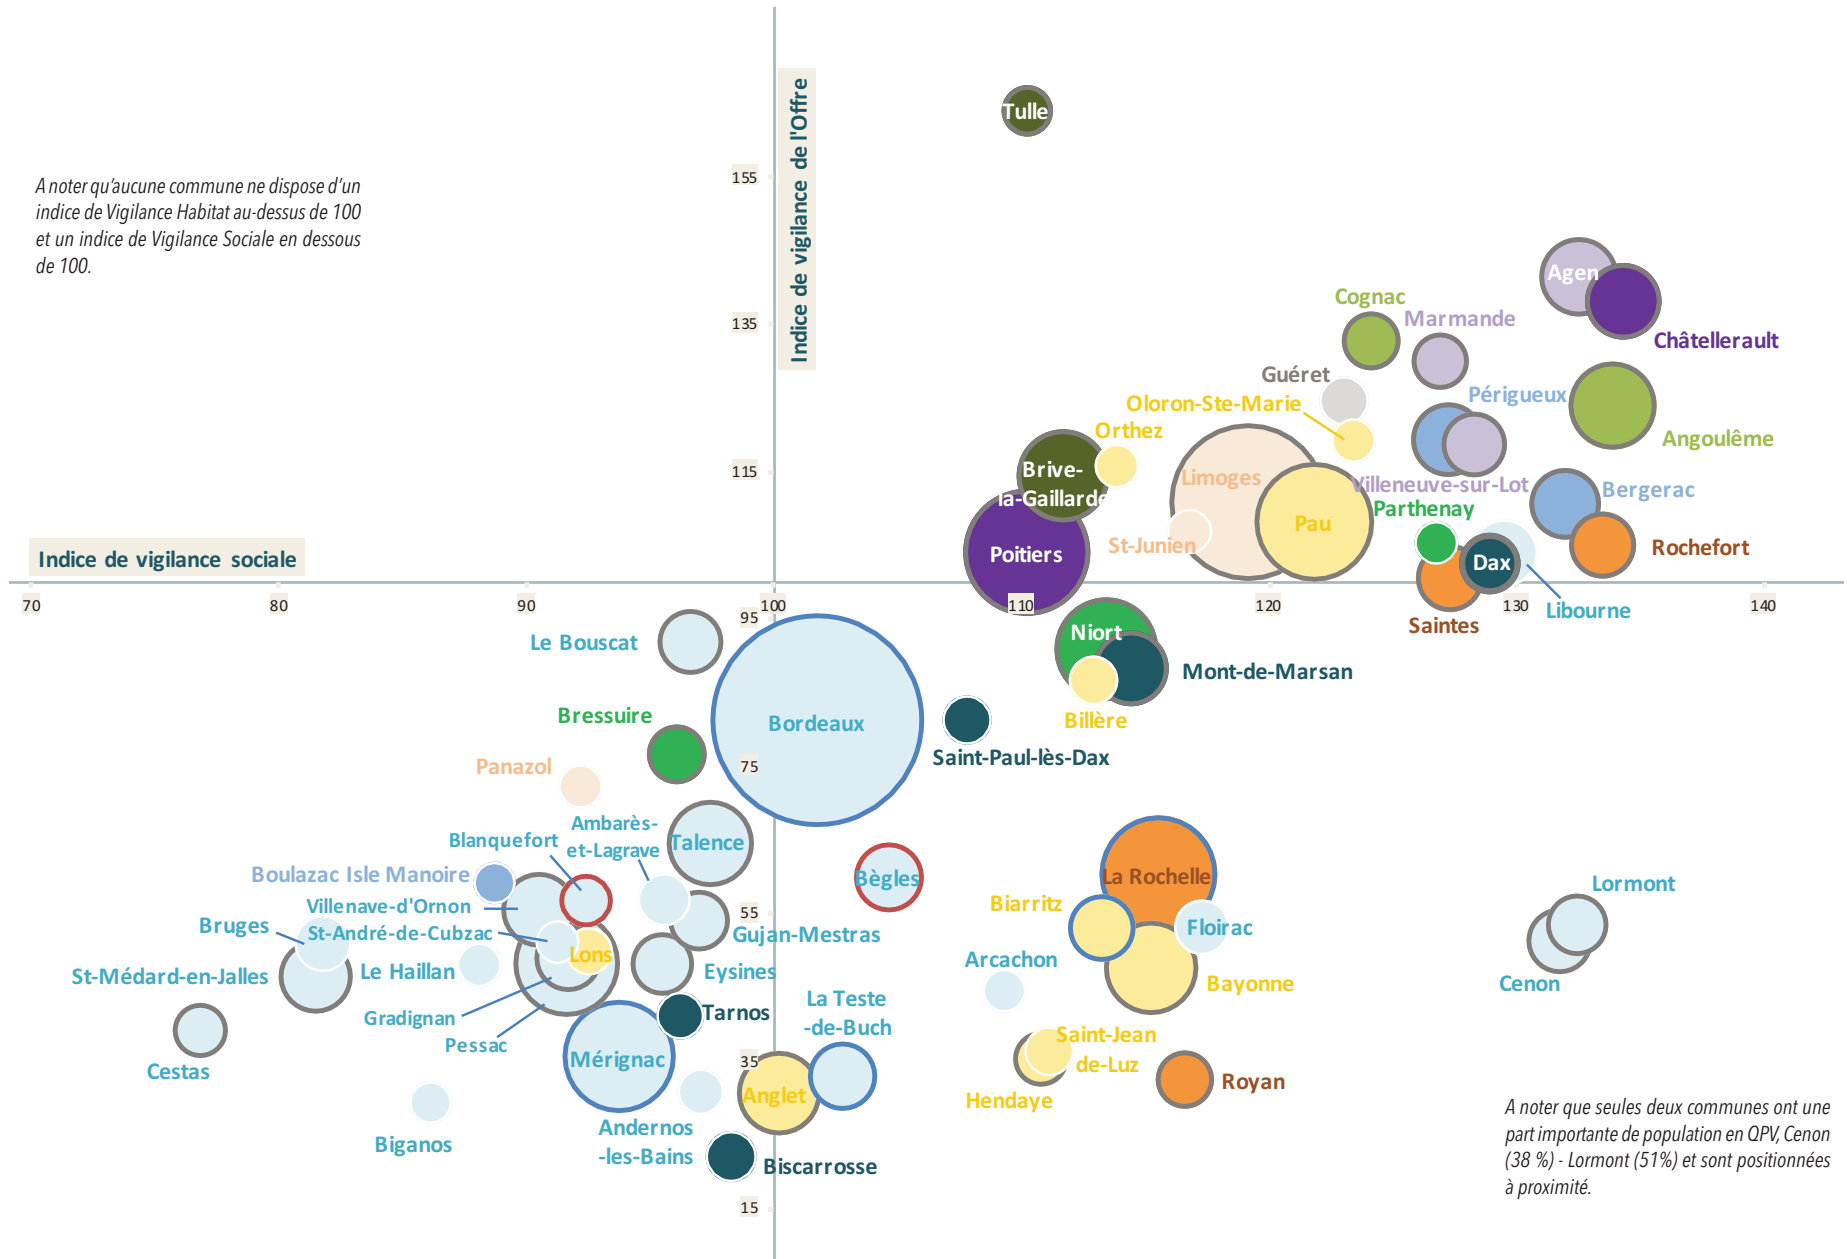 Tulle
Indice de vigilance de l'Offre
155
A noter qu'aucune commune ne dispose d'un
indice de Vigilance Habitat au-dessus de 100
et un indice de Vigilance Sociale en dessous
de 100.
Agen
Cognac
Marmande
135
Châtellerault
Guéret
Périgueux
Oloron-Ste-Marie
Orthez
Angoulême
Brive-
la-Gaillarde
115
Limoges
Villeneuve-sur-Lot
Bergerac
Parthenay
Pau
St-Junien
Rochefort
Poitiers
Dax
Indice de vigilance sociale
70
80
90
100
110
120
130
140
Libourne
Saintes
95
Le Bouscat
Niort
Mont-de-Marsan
Bressuire
Bordeaux
Billère
Saint-Paul-lès-Dax
Panazol
75
Ambarès-
et-Lagrave
Blanquefort
Talence
Boulazac Isle Manoire
Bègles
La Rochelle
Lormont
Villenave-d'Ornon
Biarritz
55
Bruges
St-André-de-Cubzac
Gujan-Mestras
Floirac
Lons
Arcachon
St-Médard-en-Jalles
Le Haillan
Eysines
Bayonne
Cenon
La Teste
-de-Buch
Gradignan
Tarnos
Pessac
Saint-Jean
de-Luz
Mérignac
35
Cestas
Anglet
Royan
Hendaye
A noter que seules deux communes ont une
part importante de population en QPV, Cenon
(38 %) - Lormont (51%) et sont positionnées
à proximité.
Biganos
Andernos
-les-Bains
Biscarrosse
15